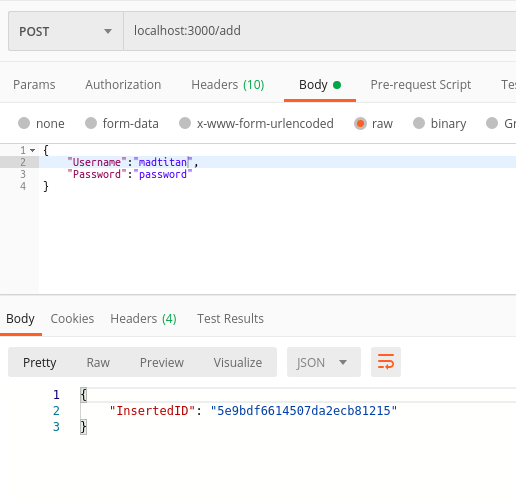 POST localhost:3000/add
Params Authorization Headers (10) Body Pre-request Script
none form-data x-www-form-urlencoded raw binary
1 {
2 "Username":"madtitan",
3 "Password":"password"
4 }
Body Cookies Headers (4) Test Results
Pretty Raw Preview Visualize JSON
1 {
2 "InsertedID": "5e9bdf6614507da2ecb81215"
3 }